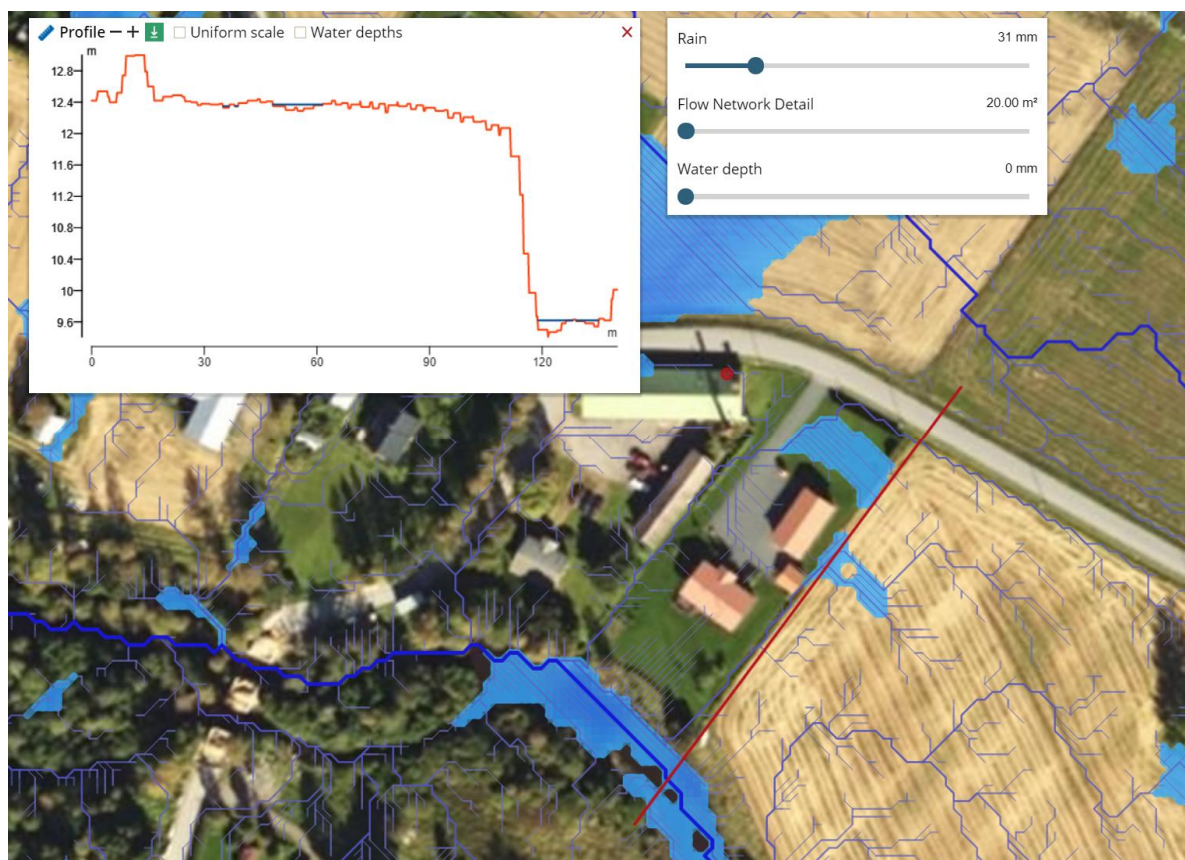 Profile − + Uniform scale Water depths ×
m
12.8
12.4
12
11.6
11.2
10.8
10.4
10
9.6
m
0 30 60 90 120
Rain 31 mm
Flow Network Detail 20.00 m²
Water depth 0 mm